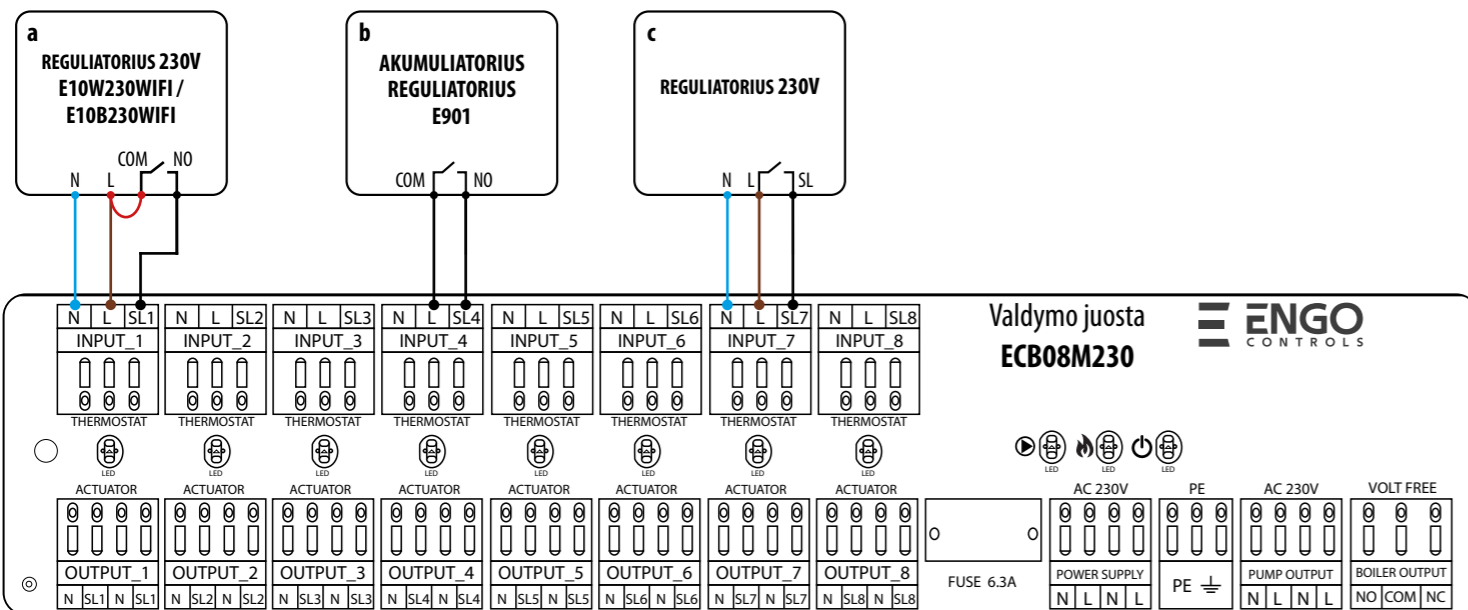 a
REGULIATORIUS 230V
E10W230WIFI /
E10B230WIFI
COM NO
N L
b
AKUMULIATORIUS
REGULIATORIUS
E901
COM NO
c
REGULIATORIUS 230V
N L SL
N L SL1 N L SL2 N L SL3 N L SL4 N L SL5 N L SL6 N L SL7 N L SL8
INPUT_1 INPUT_2 INPUT_3 INPUT_4 INPUT_5 INPUT_6 INPUT_7 INPUT_8
THERMOSTAT THERMOSTAT THERMOSTAT THERMOSTAT THERMOSTAT THERMOSTAT THERMOSTAT THERMOSTAT
Valdymo juosta
ECB08M230
ENGO
CONTROLS
LED LED LED LED LED LED LED LED LED LED LED
ACTUATOR ACTUATOR ACTUATOR ACTUATOR ACTUATOR ACTUATOR ACTUATOR ACTUATOR AC 230V PE AC 230V VOLT FREE
OUTPUT_1 OUTPUT_2 OUTPUT_3 OUTPUT_4 OUTPUT_5 OUTPUT_6 OUTPUT_7 OUTPUT_8 FUSE 6.3A POWER SUPPLY PE PUMP OUTPUT BOILER OUTPUT
N SL1 N SL1 N SL2 N SL2 N SL3 N SL3 N SL4 N SL4 N SL5 N SL5 N SL6 N SL6 N SL7 N SL7 N SL8 N SL8 N L N L N L N L NO COM NC